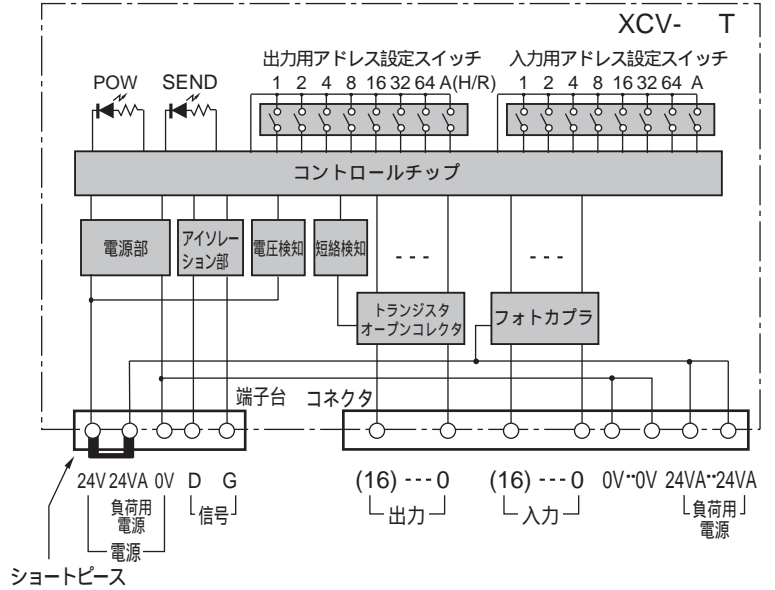 XCV-　T
出力用アドレス設定スイッチ　入力用アドレス設定スイッチ
POW　SEND　1 2 4 8 16 32 64 A(H/R)　1 2 4 8 16 32 64 A
コントロールチップ
電源部
アイソレー
ション部
電圧検知
短絡検知
---　---
トランジスタ
オープンコレクタ
フォトカプラ
端子台　コネクタ
24V 24VA 0V D G　(16)---0　(16)---0　0V··0V　24VA··24VA
負荷用
電源
信号
出力
入力
負荷用
電源
電源
ショートピース